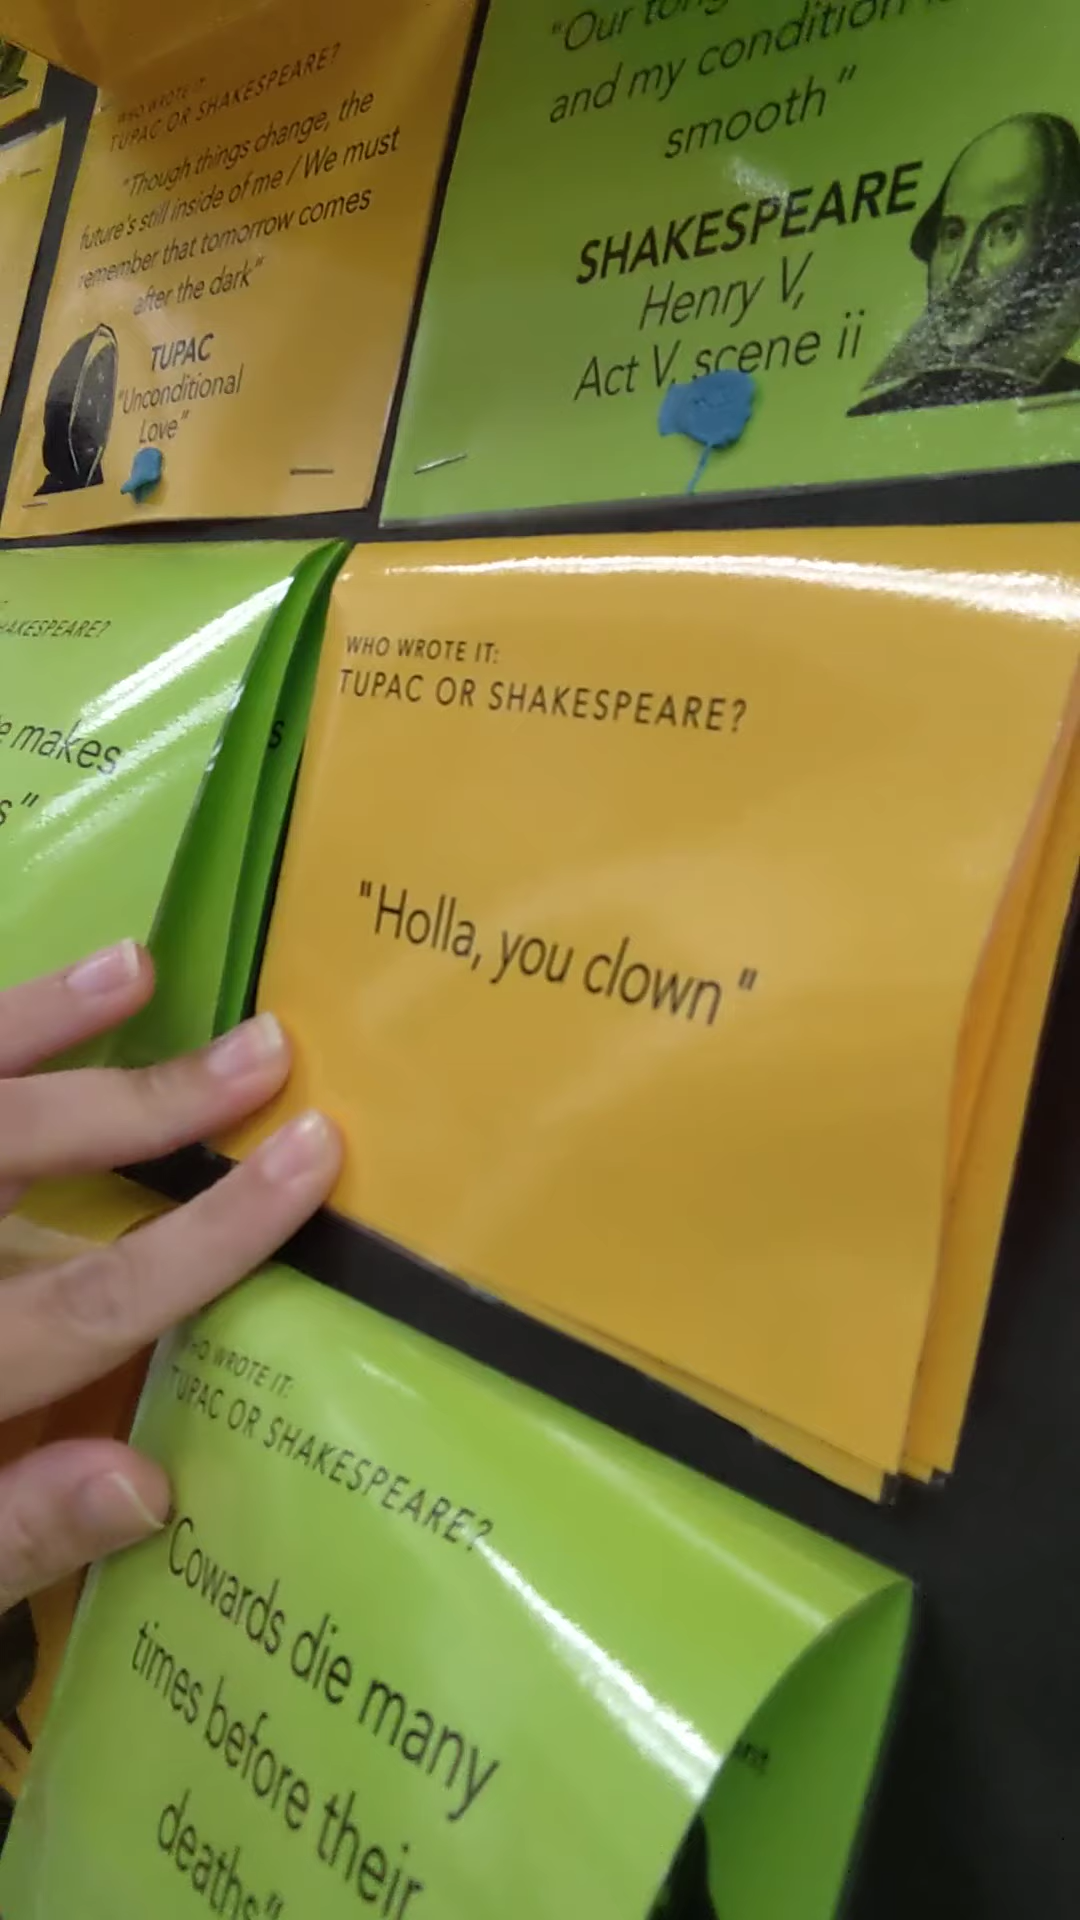 WHO WROTE IT:
TUPAC OR SHAKESPEARE?
"Though things change, the
future's still inside of me / We must
remember that tomorrow comes
after the dark"
TUPAC
"Unconditional
Love"
"Our
and my condition
smooth"
SHAKESPEARE
Henry V,
Act V, scene ii
SHAKESPEARE?
makes
WHO WROTE IT:
TUPAC OR SHAKESPEARE?
"Holla, you clown "
WHO WROTE IT:
TUPAC OR SHAKESPEARE?
"Cowards die many
times before their
deaths"